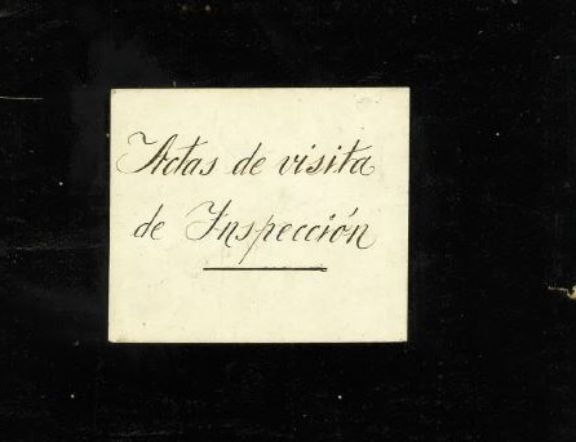 Actas de visita
de Inspección